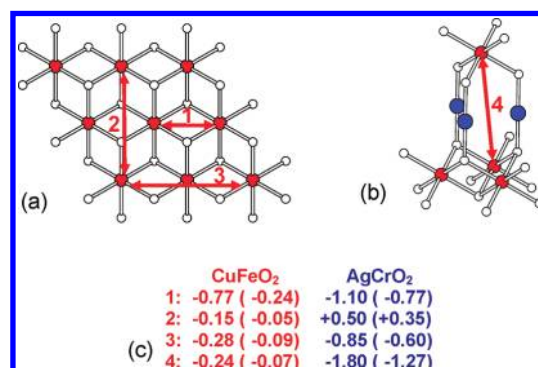 1
2
3
(a)
4
(b)
CuFeO₂ AgCrO₂
1: -0.77 ( -0.24) -1.10 ( -0.77)
2: -0.15 ( -0.05) +0.50 (+0.35)
3: -0.28 ( -0.09) -0.85 ( -0.60)
(c) 4: -0.24 ( -0.07) -1.80 ( -1.27)